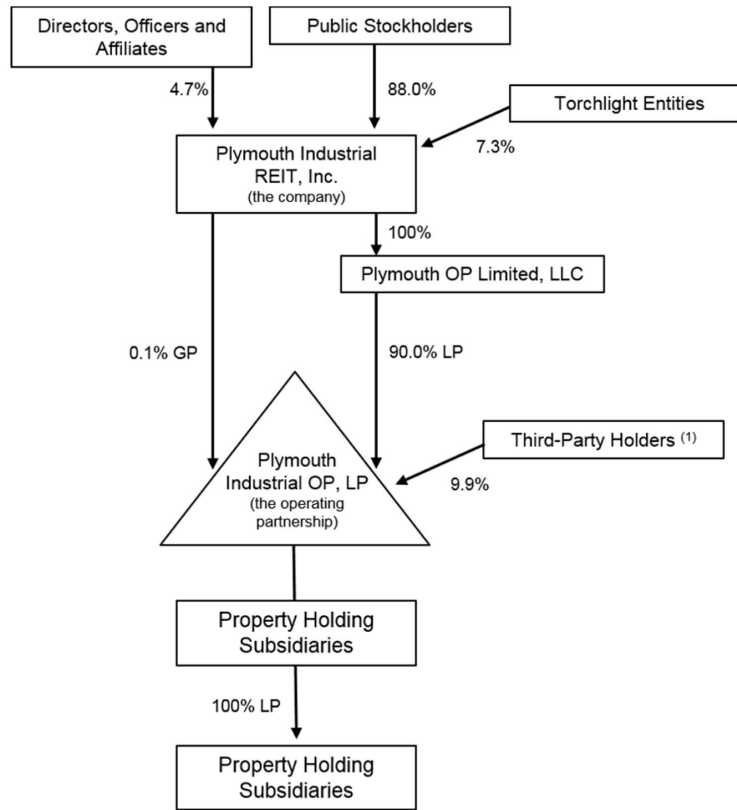 Directors, Officers and
Affiliates
Public Stockholders
4.7%
88.0%
Torchlight Entities
7.3%
Plymouth Industrial
REIT, Inc.
(the company)
100%
Plymouth OP Limited, LLC
0.1% GP
90.0% LP
Third-Party Holders (1)
9.9%
Plymouth
Industrial OP, LP
(the operating
partnership)
Property Holding
Subsidiaries
100% LP
Property Holding
Subsidiaries